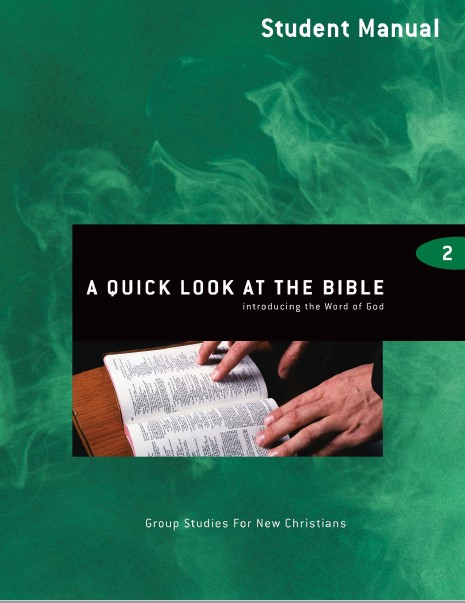 Student Manual
2
A QUICK LOOK AT THE BIBLE
introducing the Word of God
Group Studies For New Christians